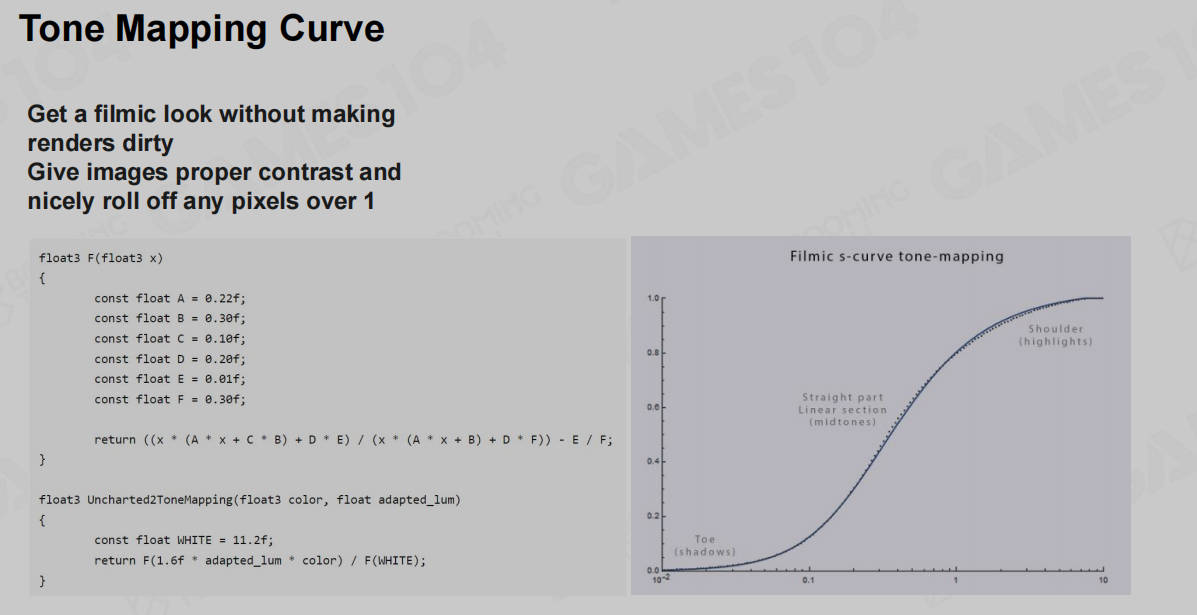 Tone Mapping Curve
Get a filmic look without making
renders dirty
Give images proper contrast and
nicely roll off any pixels over 1
float3 F(float3 x)
{
const float A = 0.22f;
const float B = 0.30f;
const float C = 0.10f;
const float D = 0.20f;
const float E = 0.01f;
const float F = 0.30f;
return ((x * (A * x + C * B) + D * E) / (x * (A * x + B) + D * F)) - E / F;
}
float3 Uncharted2ToneMapping(float3 color, float adapted_lum)
{
const float WHITE = 11.2f;
return F(1.6f * adapted_lum * color) / F(WHITE);
}
Filmic s-curve tone-mapping
1.0
Shoulder
(highlights)
0.8
Straight part
Linear section
(midtones)
0.6
0.4
0.2
Toe
(shadows)
0.0
10⁻² 0.1 1 10
GAMES104
GAMES104
GAMES104